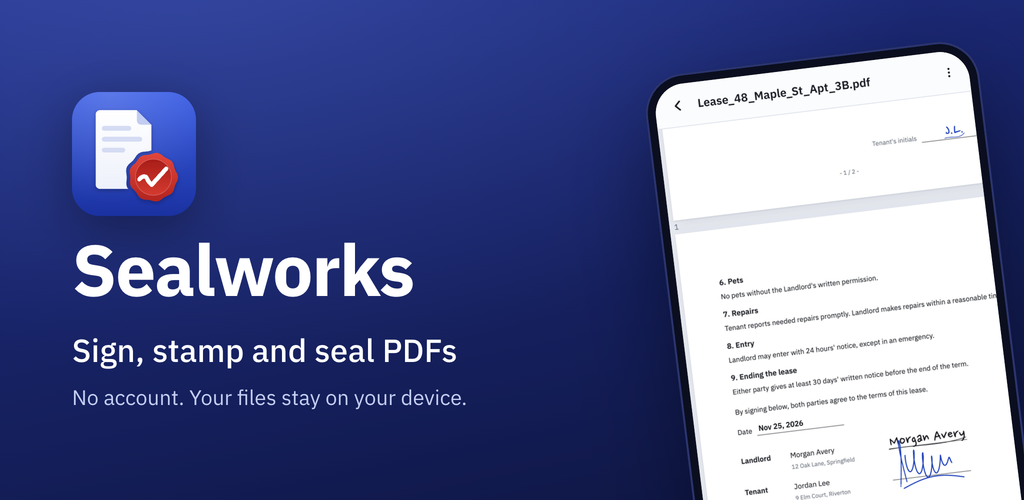 Sealworks
Sign, stamp and seal PDFs
No account. Your files stay on your device.
Lease_48_Maple_St_Apt_3B.pdf
Tenant's initials J.L
- 1 / 2 -
1
6. Pets
No pets without the Landlord's written permission.
7. Repairs
Tenant reports needed repairs promptly. Landlord makes repairs within a reasonable
8. Entry
Landlord may enter with 24 hours' notice, except in an emergency.
9. Ending the lease
Either party gives at least 30 days' written notice before the end of the term.
By signing below, both parties agree to the terms of this lease.
Date Nov 25, 2026
Landlord Morgan Avery Morgan Avery
12 Oak Lane, Springfield
Tenant Jordan Lee
9 Elm Court, Riverton